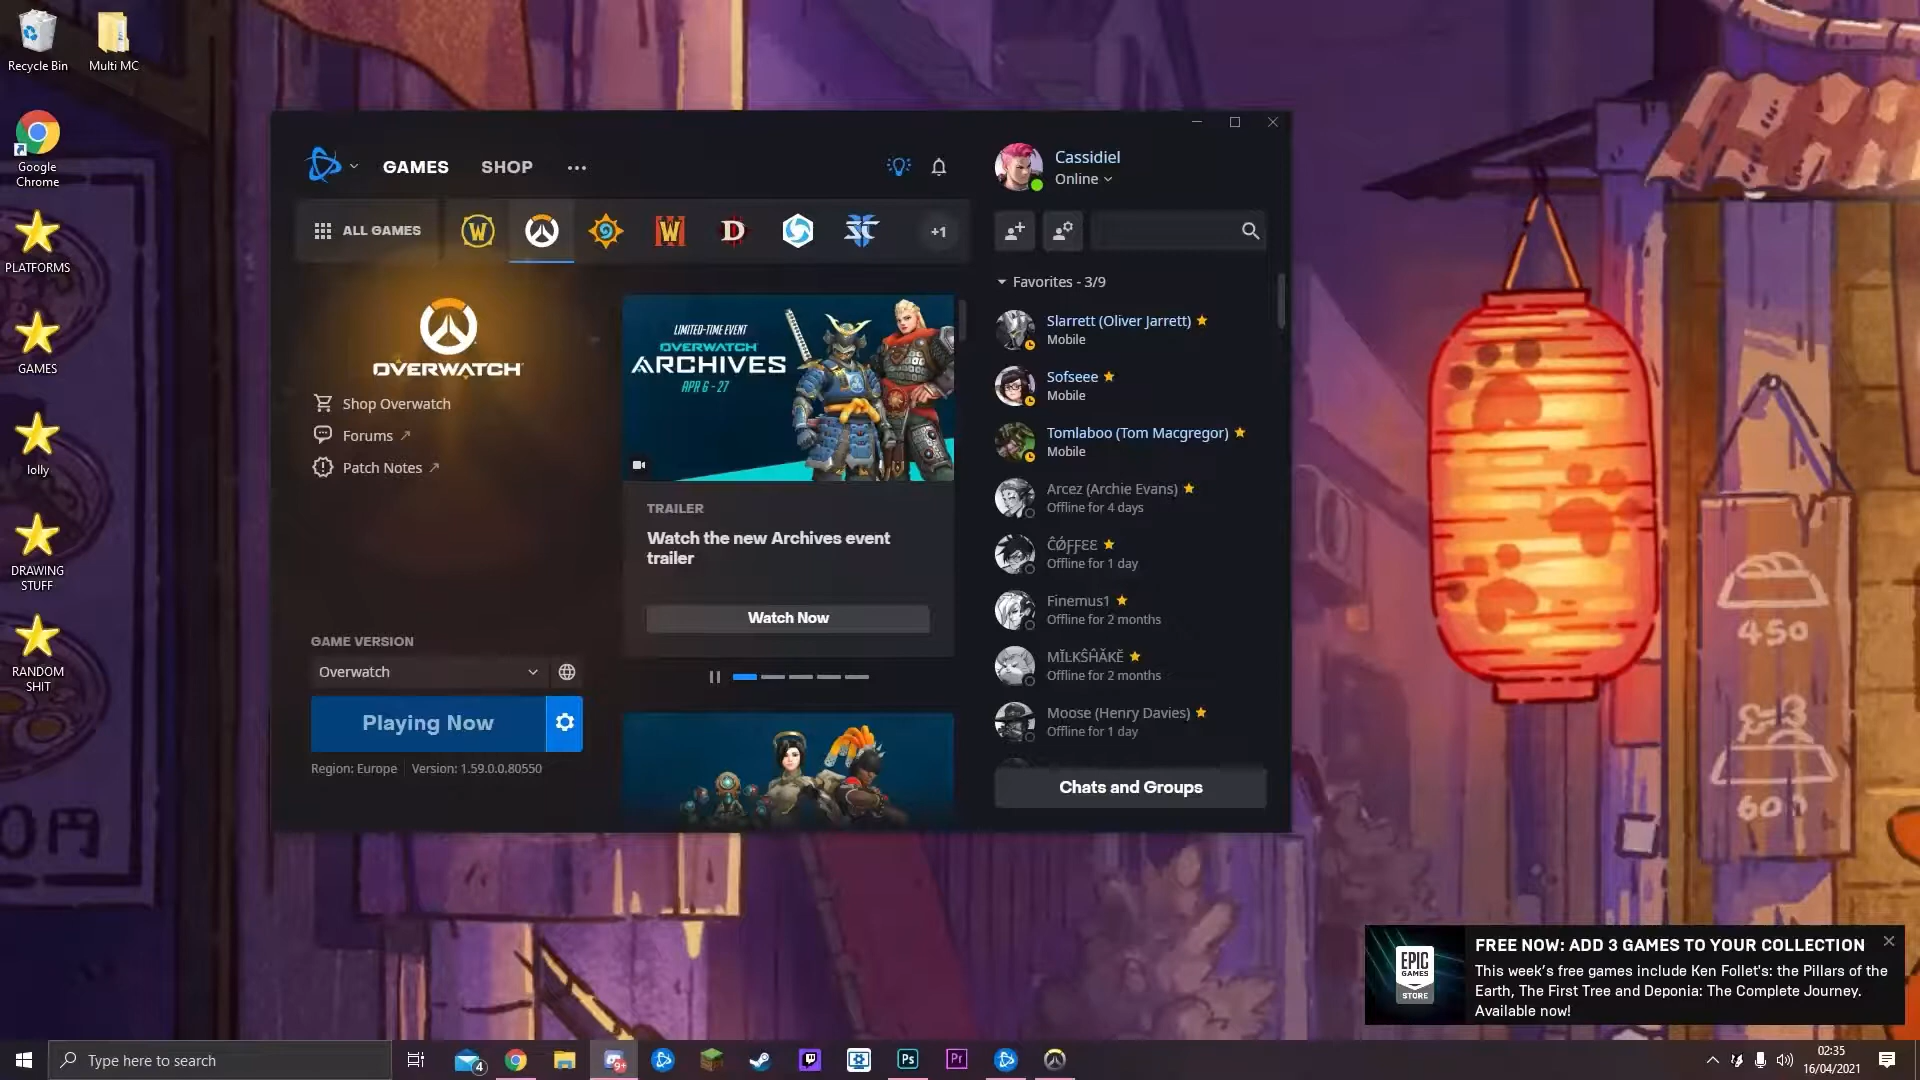 Recycle Bin
Multi MC
Google
Chrome
PLATFORMS
GAMES
lolly
DRAWING
STUFF
RANDOM
SHIT
GAMES
SHOP
ALL GAMES
+1
OVERWATCH
Shop Overwatch
Forums
Patch Notes
GAME VERSION
Overwatch
Playing Now
Region: Europe
Version: 1.59.0.0.80550
LIMITED-TIME EVENT
OVERWATCH
ARCHIVES
APR 6 - 27
TRAILER
Watch the new Archives event
trailer
Watch Now
Cassidiel
Online
Favorites - 3/9
Slarrett (Oliver Jarrett)
Mobile
Sofseee
Mobile
Tomlaboo (Tom Macgregor)
Mobile
Arcez (Archie Evans)
Offline for 4 days
Offline for 1 day
Finemus1
Offline for 2 months
Offline for 2 months
Moose (Henry Davies)
Offline for 1 day
Chats and Groups
450
EPIC
GAMES
STORE
FREE NOW: ADD 3 GAMES TO YOUR COLLECTION
This week’s free games include Ken Follet's: the Pillars of the
Earth, The First Tree and Deponia: The Complete Journey.
Available now!
Type here to search
4
9+
Ps
Pr
02:35
16/04/2021